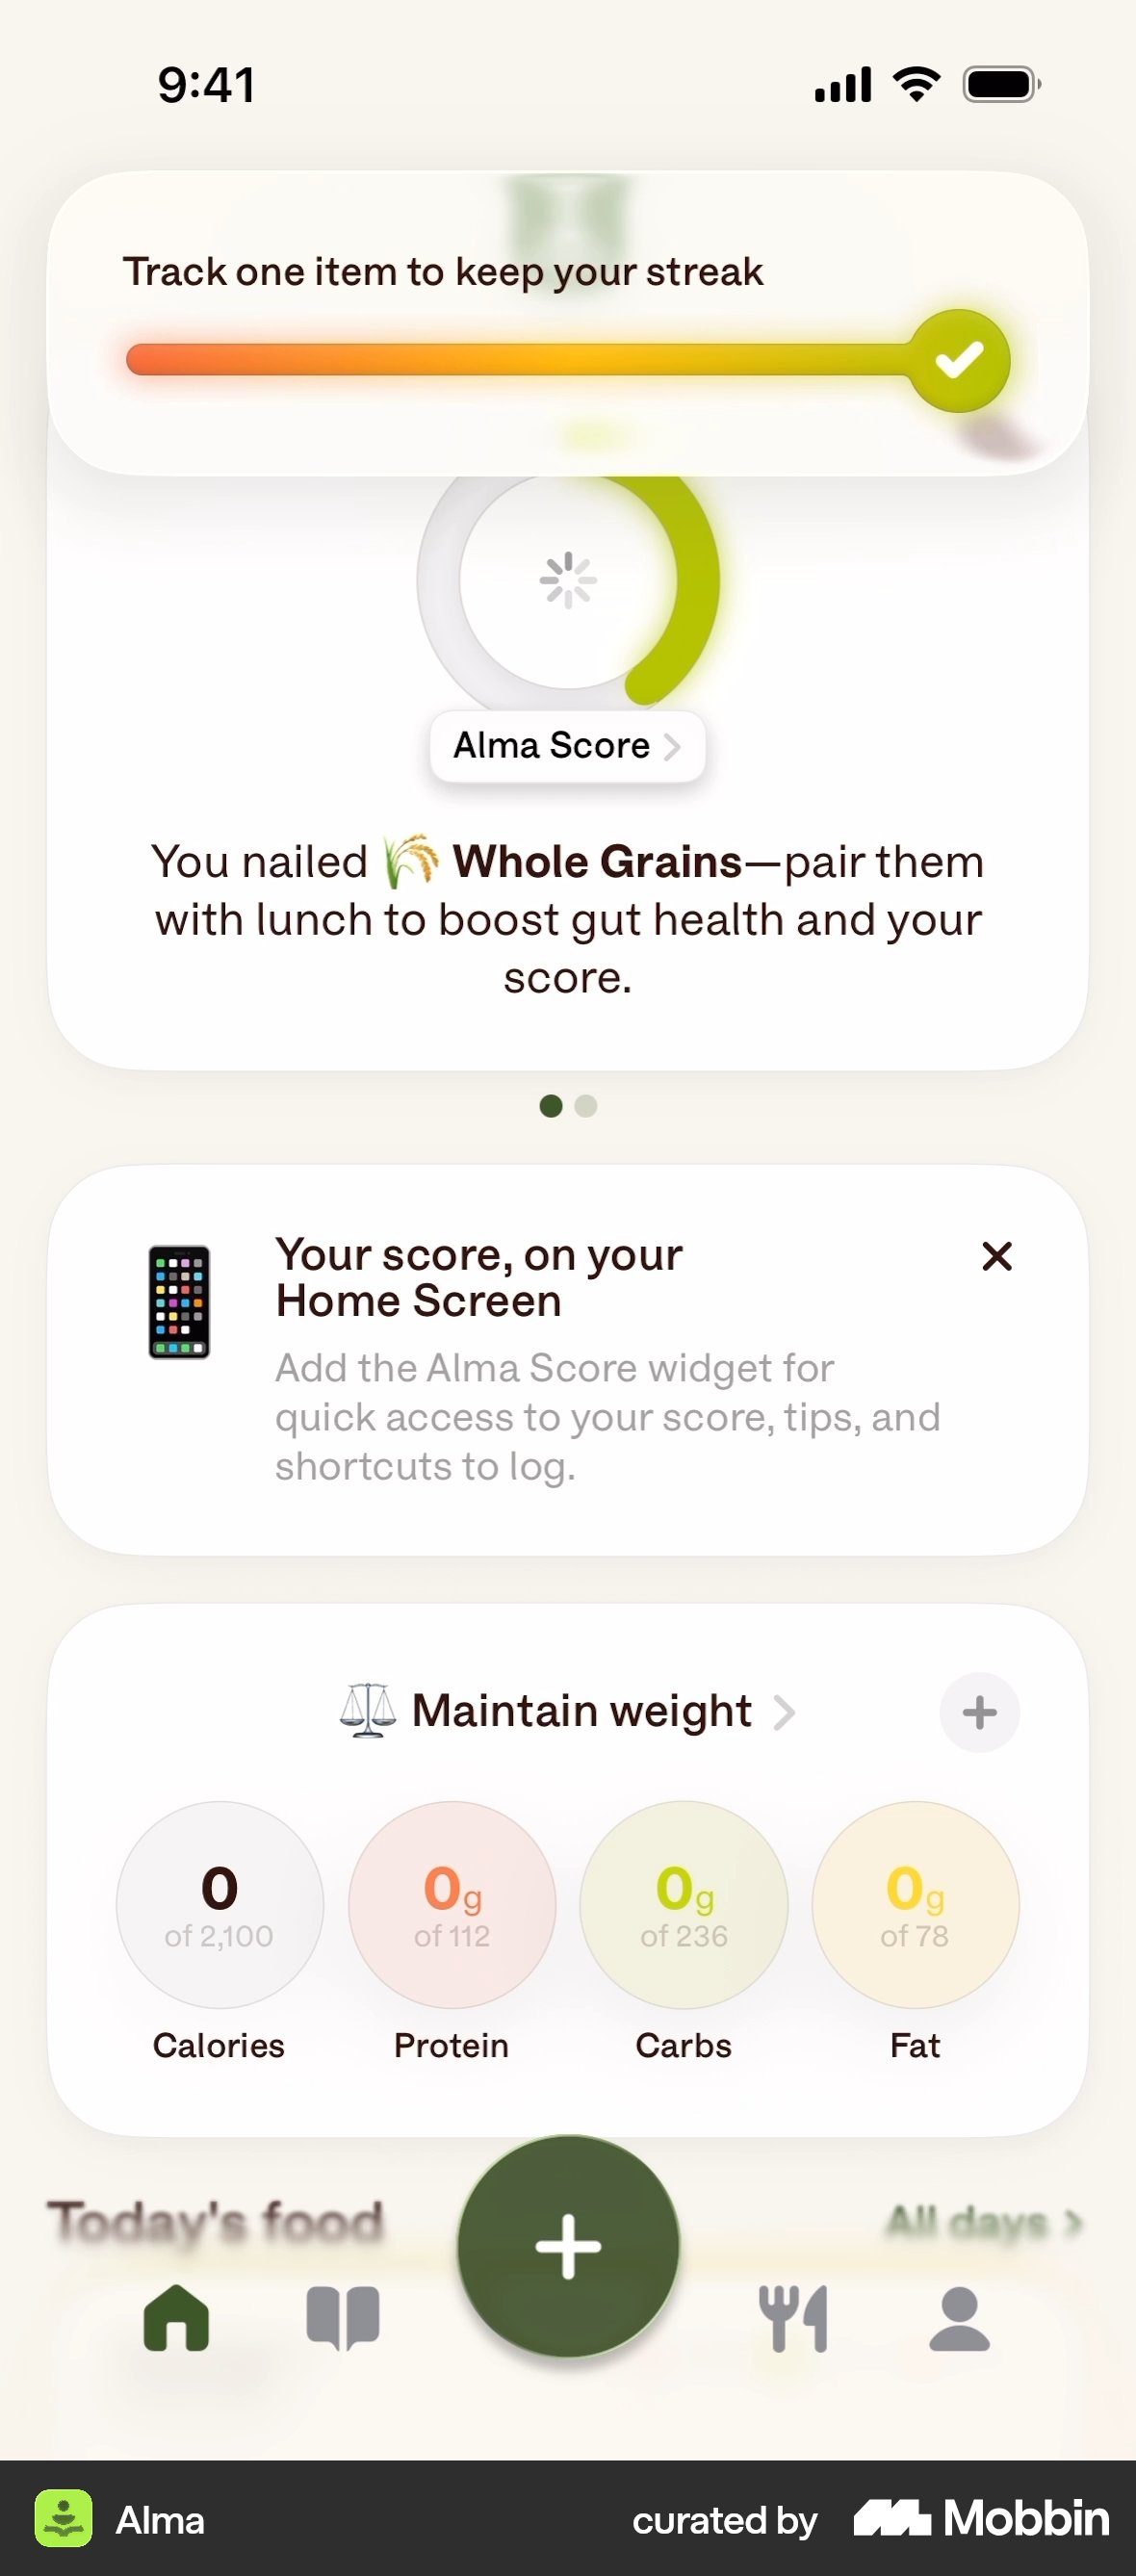 9:41
Track one item to keep your streak
Alma Score
You nailed 🌾 Whole Grains—pair them
with lunch to boost gut health and your
score.
Your score, on your
Home Screen
Add the Alma Score widget for
quick access to your score, tips, and
shortcuts to log.
Maintain weight
0
of 2,100
Calories
0g
of 112
Protein
0g
of 236
Carbs
0g
of 78
Fat
Today's food
All days
Alma
curated by Mobbin